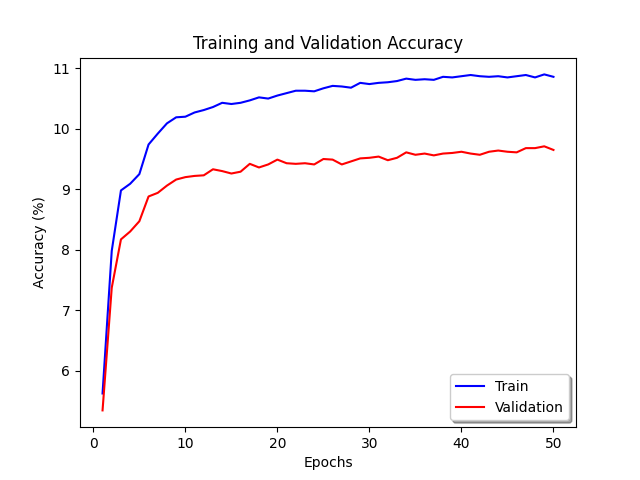 Training and Validation Accuracy
11
10
9
8
7
6
Accuracy (%)
0 10 20 30 40 50
Epochs
Train
Validation